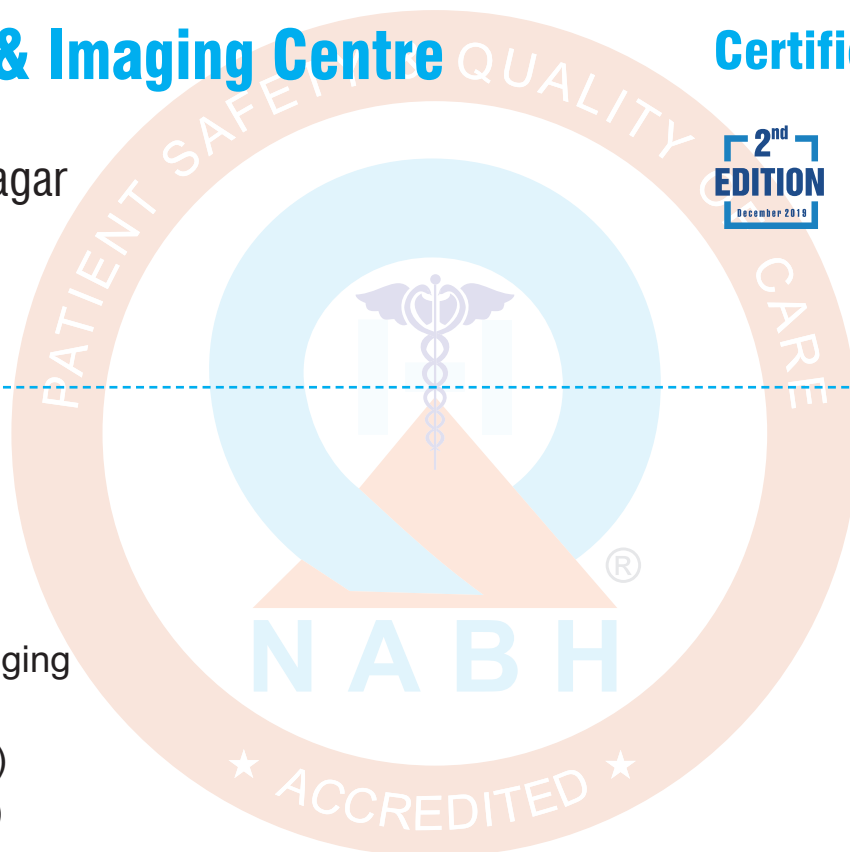 & Imaging Centre
Certifi
2nd
EDITION
December 2019
agar
PATIENT SAFETY & QUALITY OF CARE
®
NABH
ging
)
)
★ ACCREDITED ★